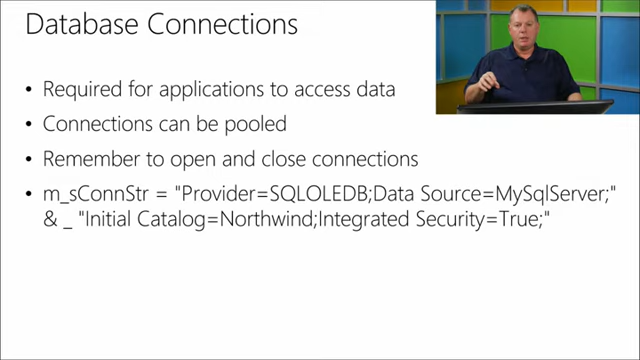 Database Connections
• Required for applications to access data
• Connections can be pooled
• Remember to open and close connections
• m_sConnStr = "Provider=SQLOLEDB;Data Source=MySqlServer;"
& _ "Initial Catalog=Northwind;Integrated Security=True;"